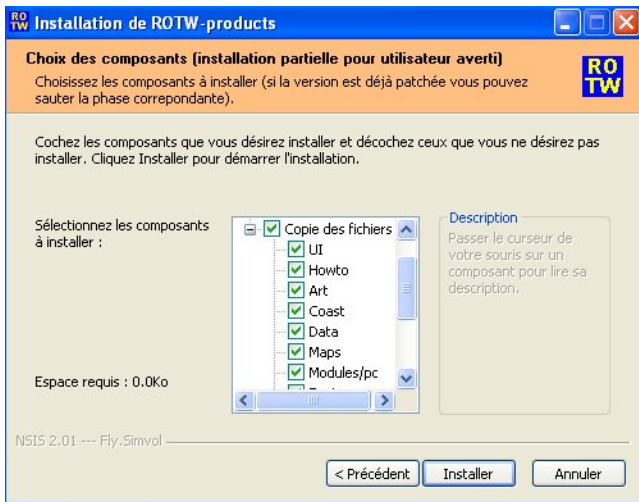 RO
TW
Installation de ROTW-products
Choix des composants (installation partielle pour utilisateur averti)
Choisissez les composants à installer (si la version est déjà patchée vous pouvez
sauter la phase correpondante).
RO
TW
Cochez les composants que vous désirez installer et décochez ceux que vous ne désirez pas
installer. Cliquez Installer pour démarrer l'installation.
Sélectionnez les composants
à installer :
Copie des fichiers
UI
Howto
Art
Coast
Data
Maps
Modules/pc
Description
Passer le curseur de
votre souris sur un
composant pour lire sa
description.
Espace requis : 0.0Ko
NSIS 2.01 --- Fly.Simvol
< Précédent
Installer
Annuler